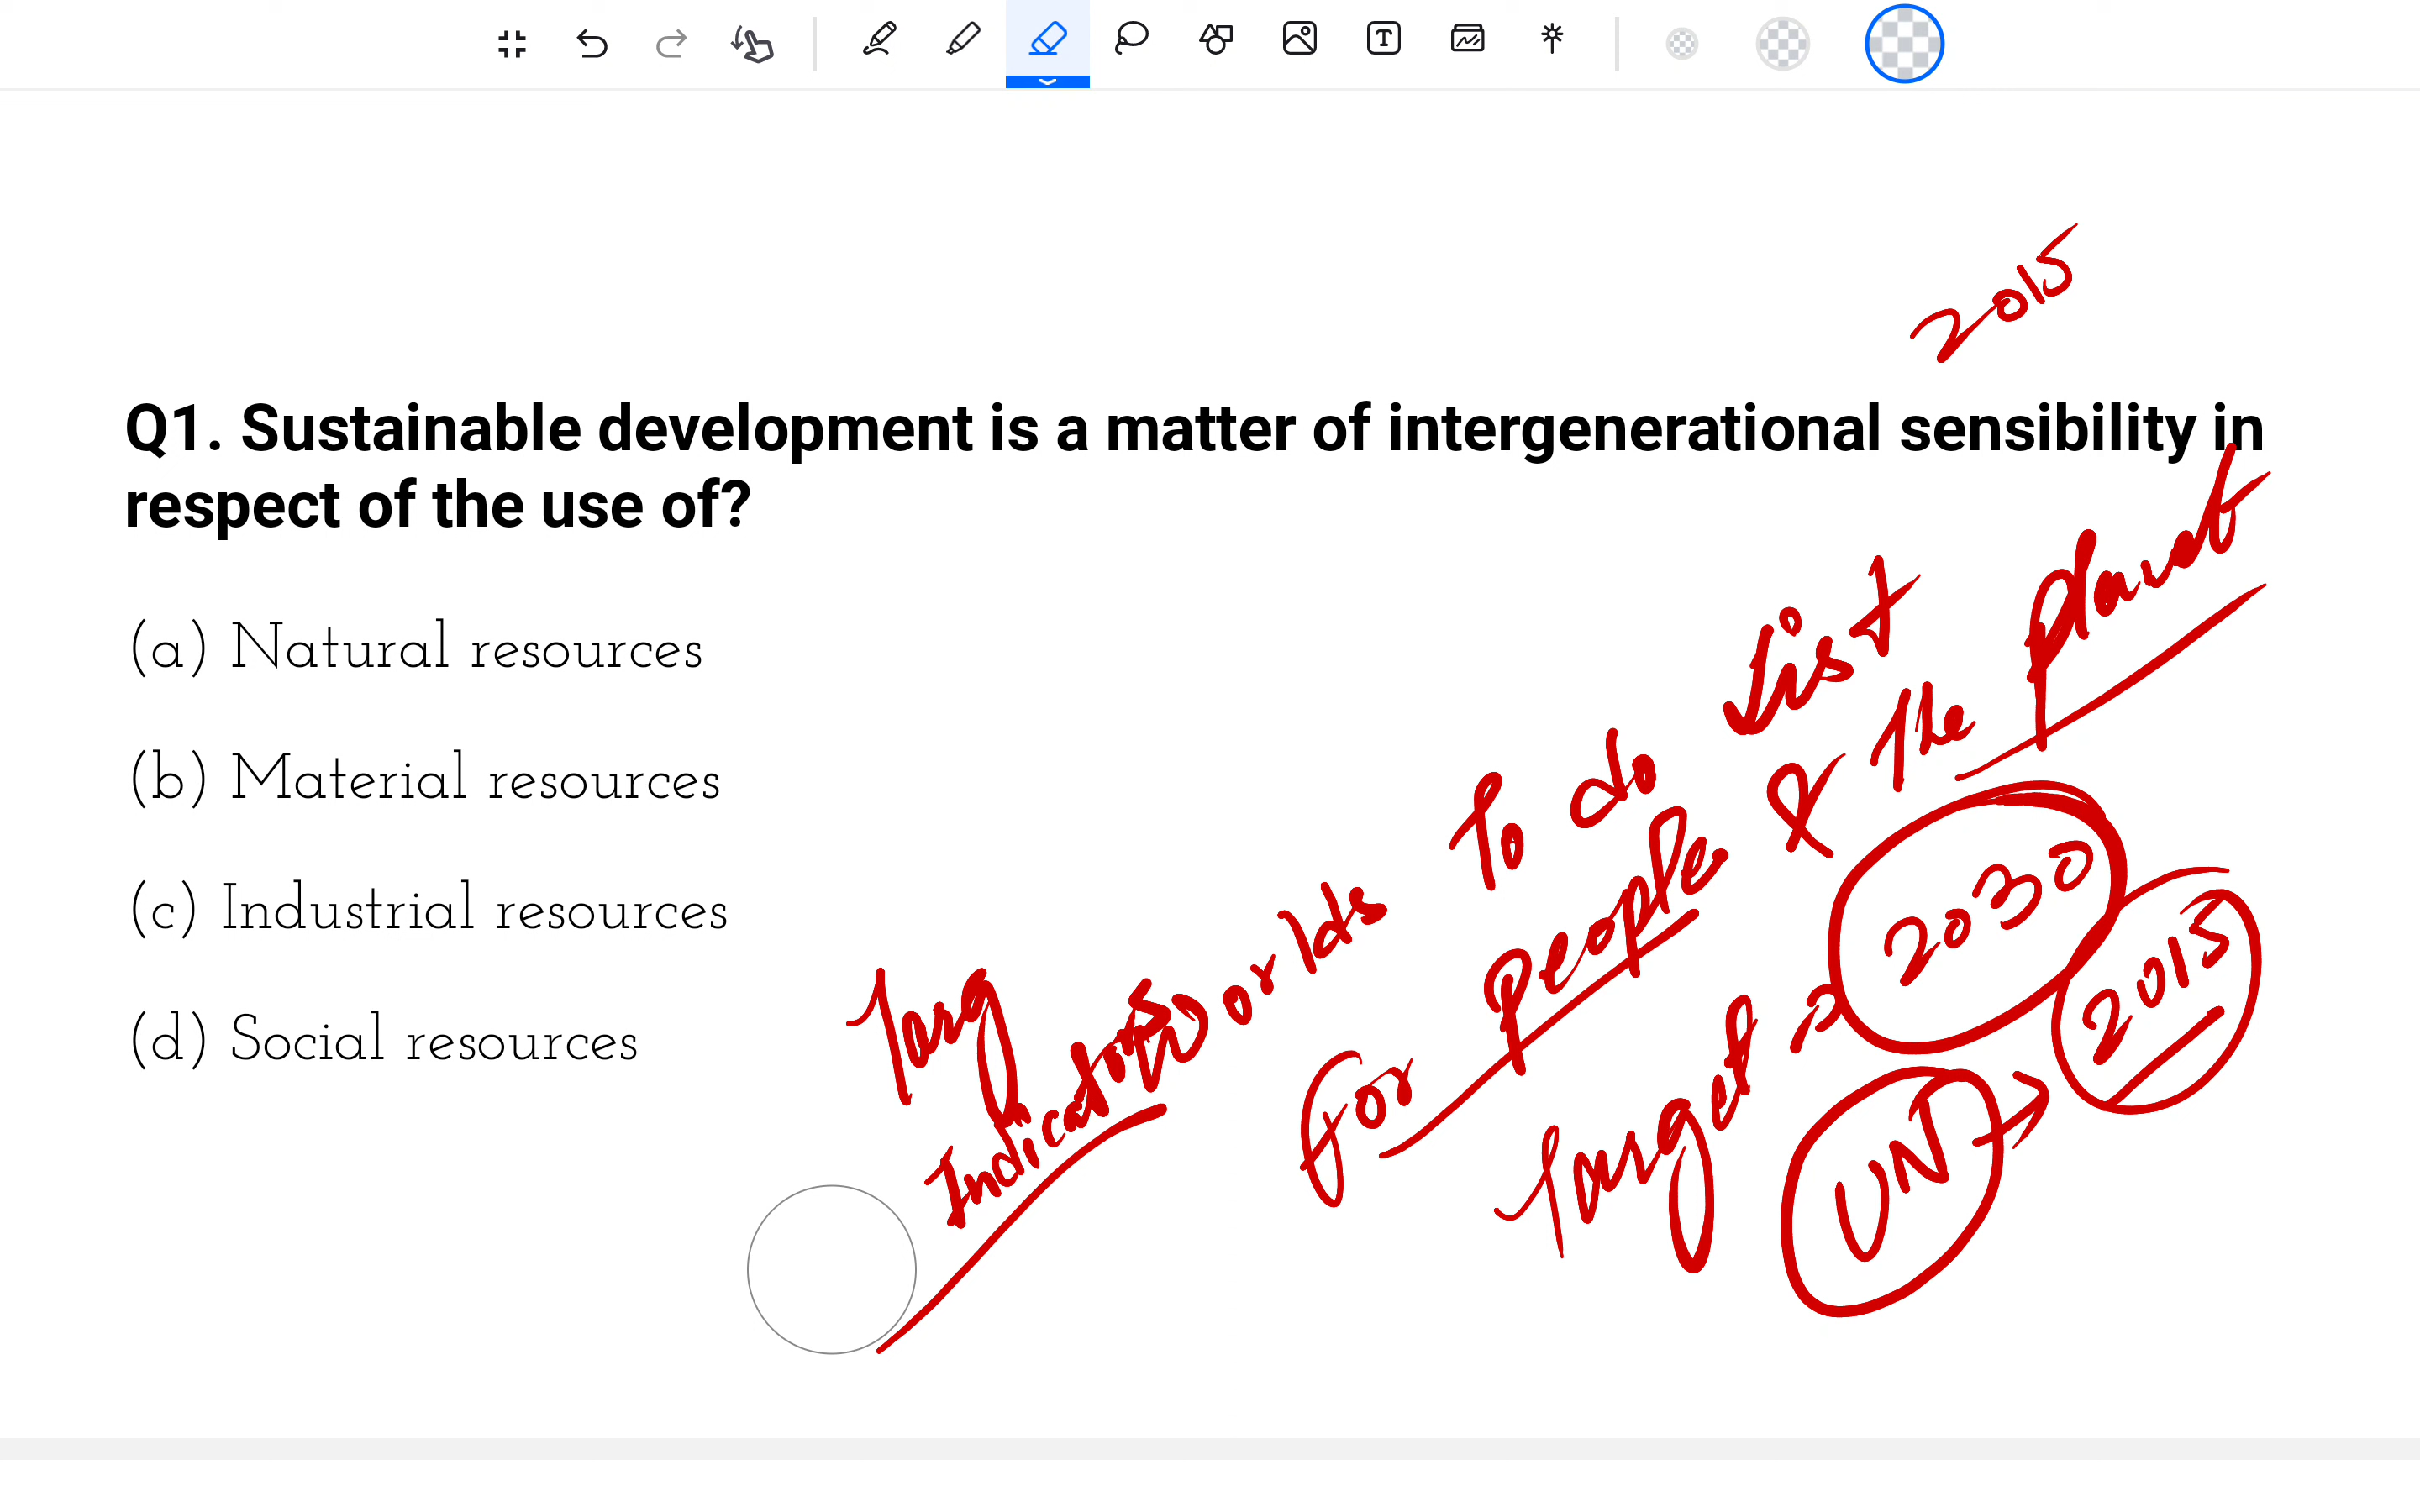 2015
Q1. Sustainable development is a matter of intergenerational sensibility in
respect of the use of?
(a) Natural resources
(b) Material resources
(c) Industrial resources
(d) Social resources
Worlds To do List
For People & The planet
Indicators
Target = 2030
UN → 2015